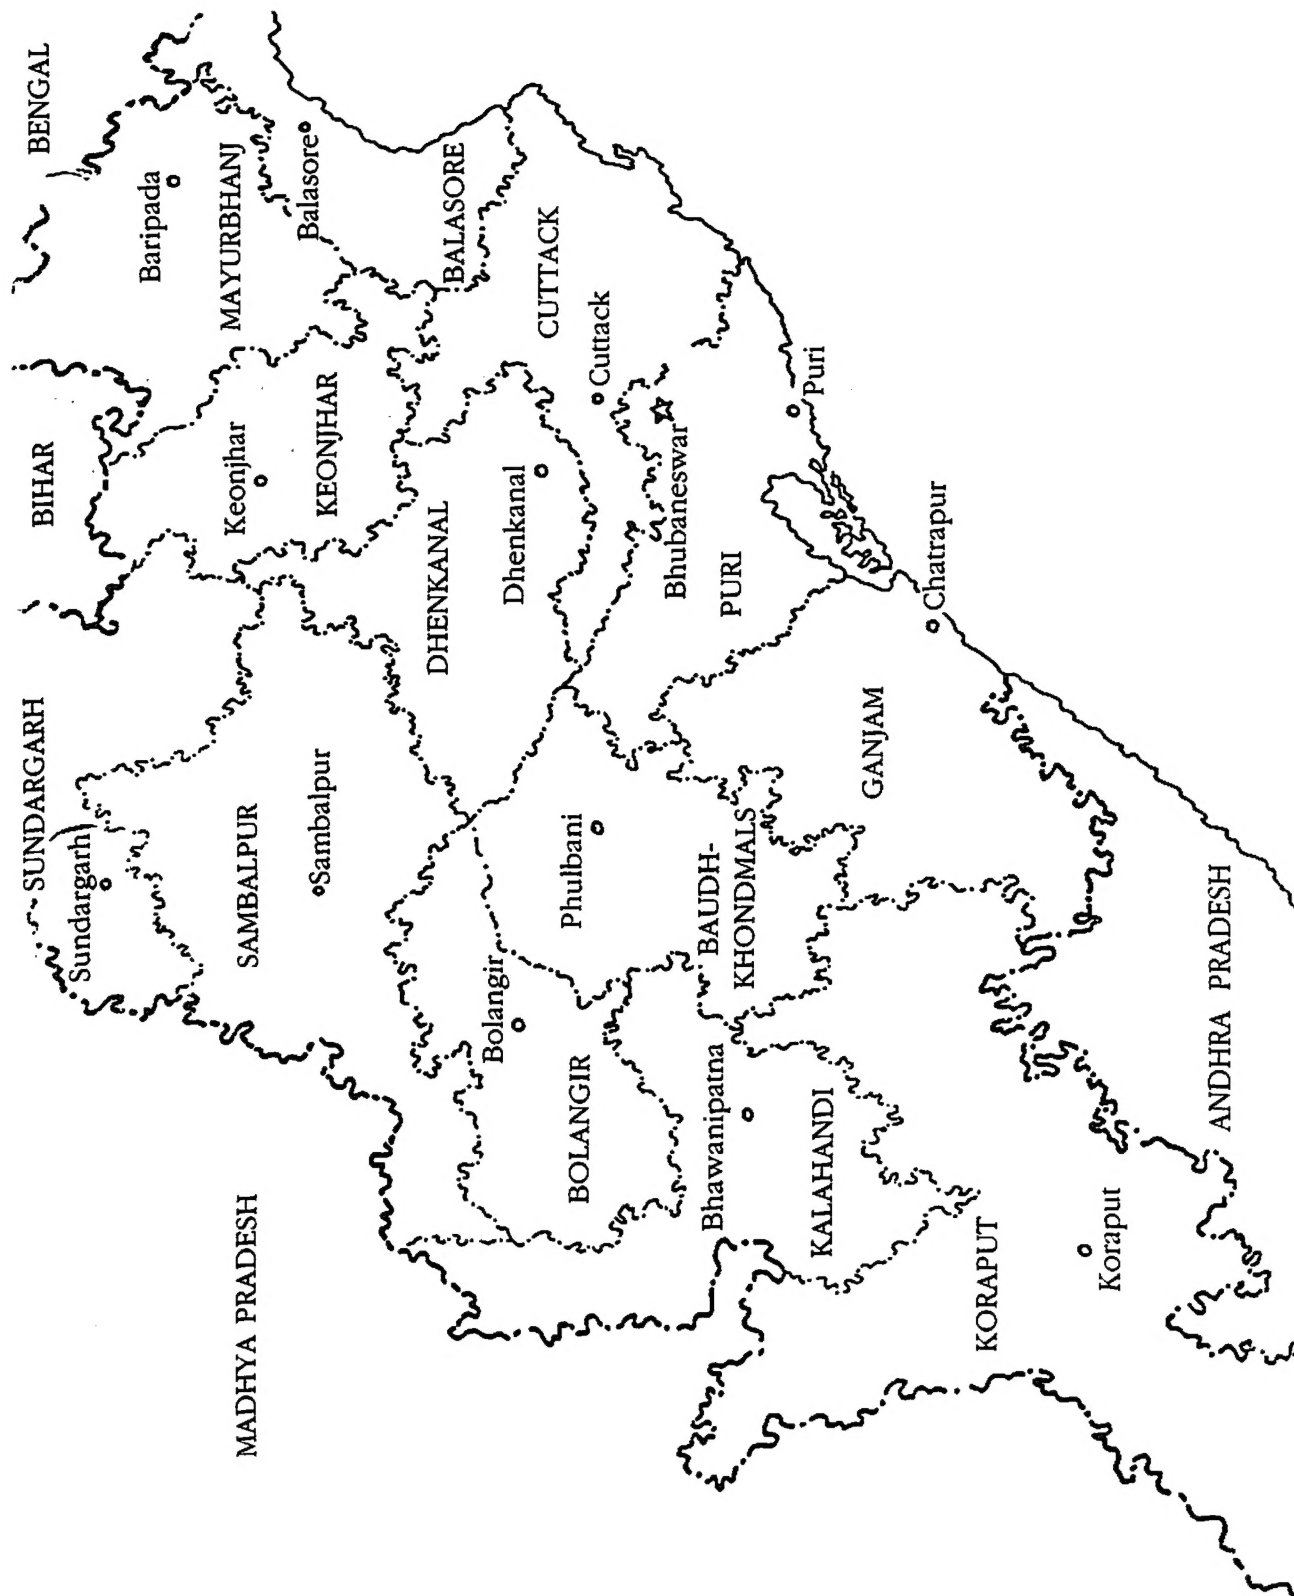 BIHAR
BENGAL
SUNDARGARH
Sundargarh
Baripada
MAYURBHANJ
MADHYA PRADESH
SAMBALPUR
Sambalpur
Keonjhar
KEONJHAR
Balasore
BALASORE
DHENKANAL
Dhenkanal
CUTTACK
Cuttack
Bolangir
BOLANGIR
Phulbani
BAUDH-
KHONDMALS
Bhubaneswar
PURI
Puri
Bhawanipatna
KALAHANDI
GANJAM
Chatrapur
KORAPUT
Koraput
ANDHRA PRADESH